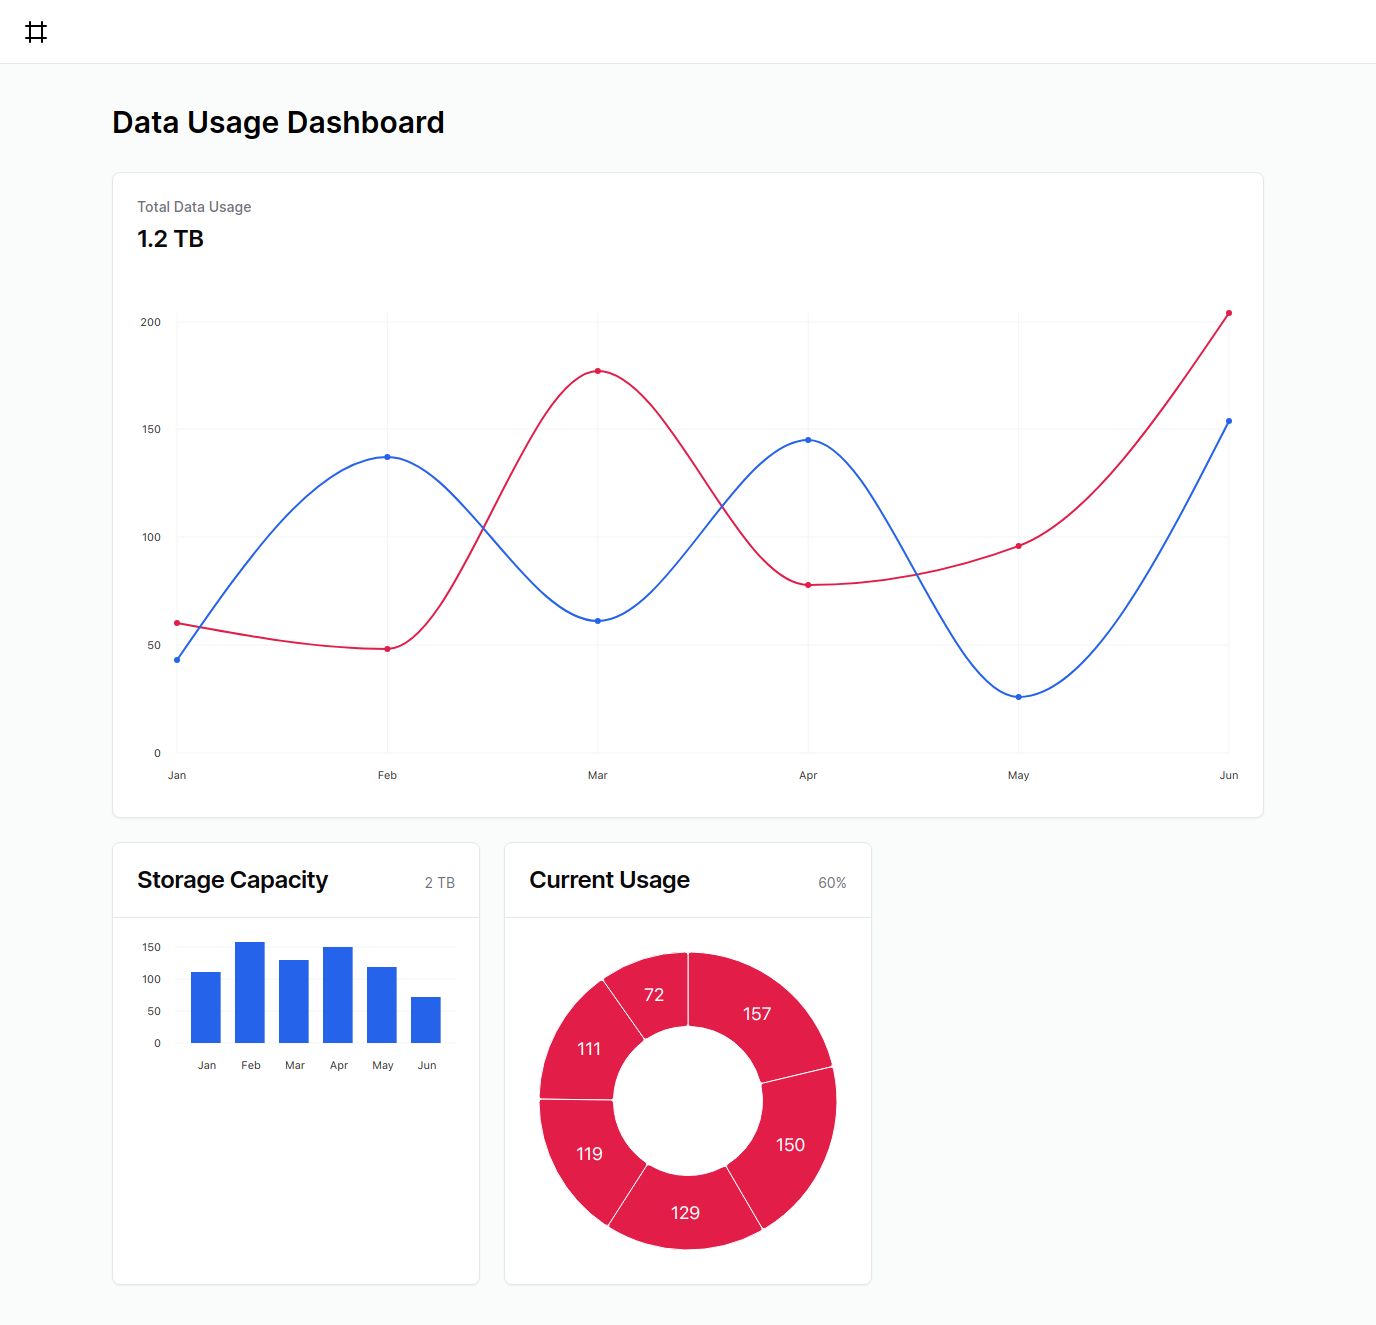 Data Usage Dashboard
Total Data Usage
1.2 TB
200
150
100
50
0
Jan Feb Mar Apr May Jun
Storage Capacity 2 TB
150
100
50
0
Jan Feb Mar Apr May Jun
Current Usage 60%
72
157
111
150
119
129